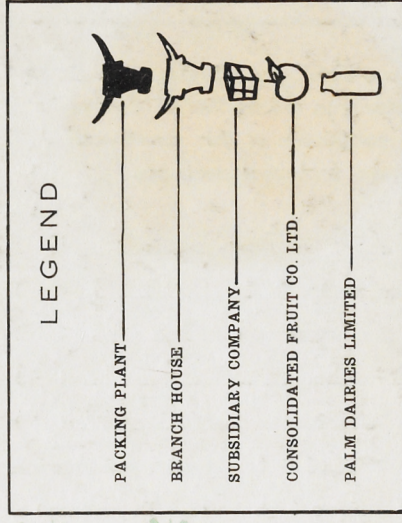 LEGEND
PACKING PLANT
BRANCH HOUSE
SUBSIDIARY COMPANY
CONSOLIDATED FRUIT CO. LTD.
PALM DAIRIES LIMITED